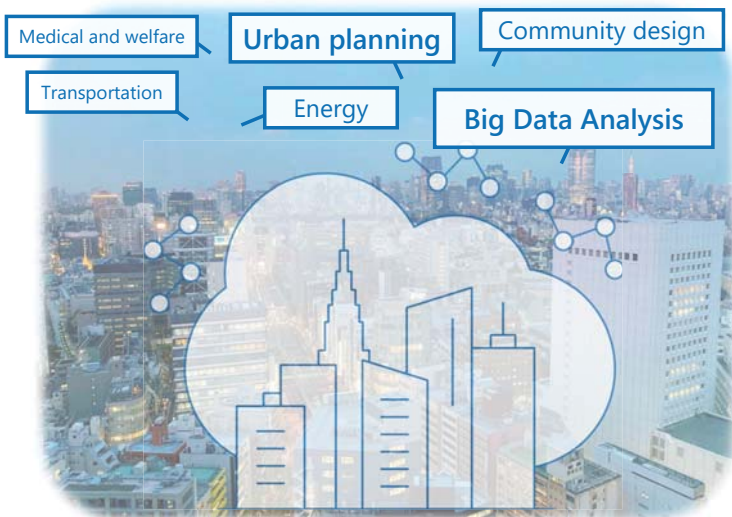 Medical and welfare
Urban planning
Community design
Transportation
Energy
Big Data Analysis